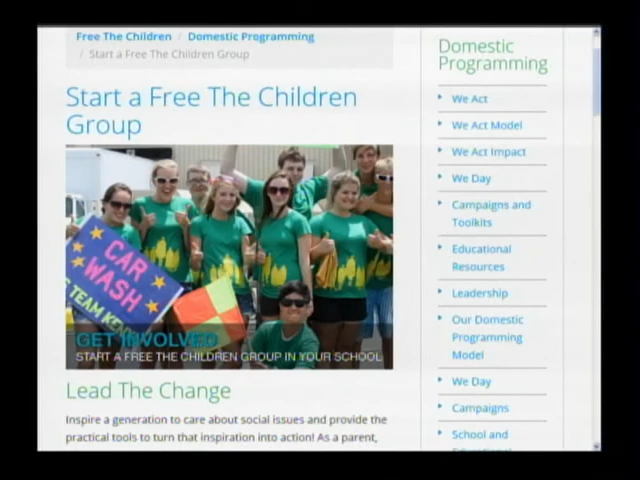 Free The Children / Domestic Programming
/ Start a Free The Children Group
Start a Free The Children
Group
CAR
WASH
TEAM
GET INVOLVED
START A FREE THE CHILDREN GROUP IN YOUR SCHOOL
Lead The Change
Inspire a generation to care about social issues and provide the
practical tools to turn that inspiration into action! As a parent,
Domestic
Programming
We Act
We Act Model
We Act Impact
We Day
Campaigns and
Toolkits
Educational
Resources
Leadership
Our Domestic
Programming
Model
We Day
Campaigns
School and